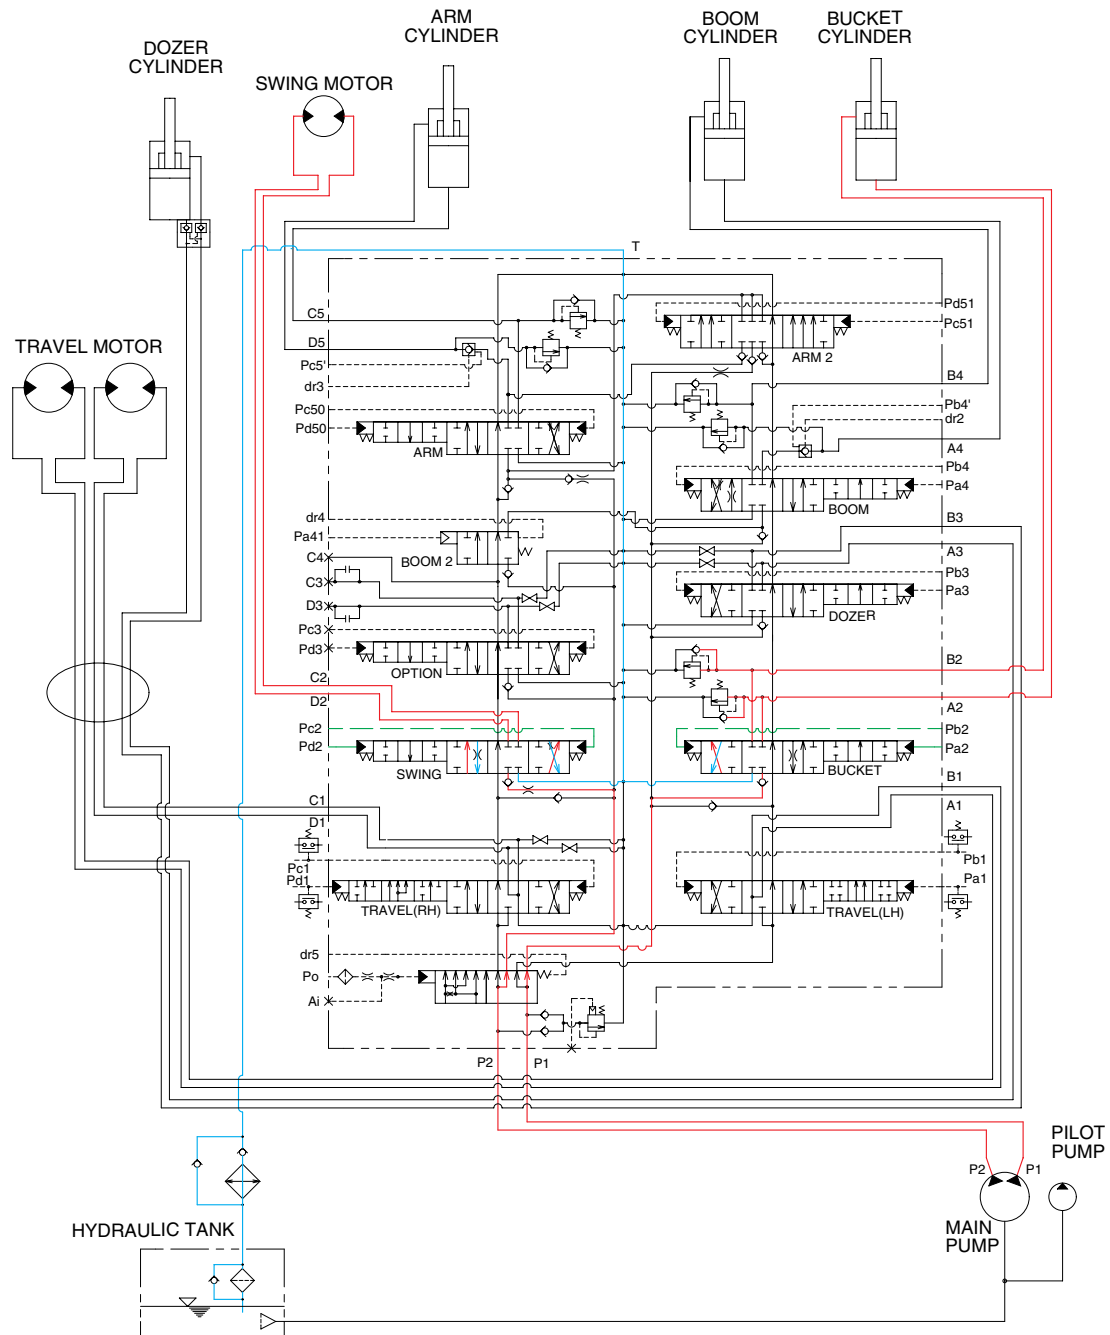 ARM
CYLINDER
BOOM
CYLINDER
BUCKET
CYLINDER
DOZER
CYLINDER
SWING MOTOR
TRAVEL MOTOR
T
C5
D5
Pc5'
dr3
Pc50
Pd50
ARM
Pd51
Pc51
ARM 2
B4
Pb4'
dr2
A4
Pb4
Pa4
BOOM
dr4
Pa41
BOOM 2
C4
C3
D3
B3
A3
Pb3
Pa3
DOZER
Pc3
Pd3
OPTION
C2
D2
B2
A2
Pc2
Pd2
SWING
Pb2
Pa2
BUCKET
C1
D1
B1
A1
Pc1
Pd1
TRAVEL(RH)
Pb1
Pa1
TRAVEL(LH)
dr5
Po
Ai
P2
P1
PILOT
PUMP
P2
P1
MAIN
PUMP
HYDRAULIC TANK